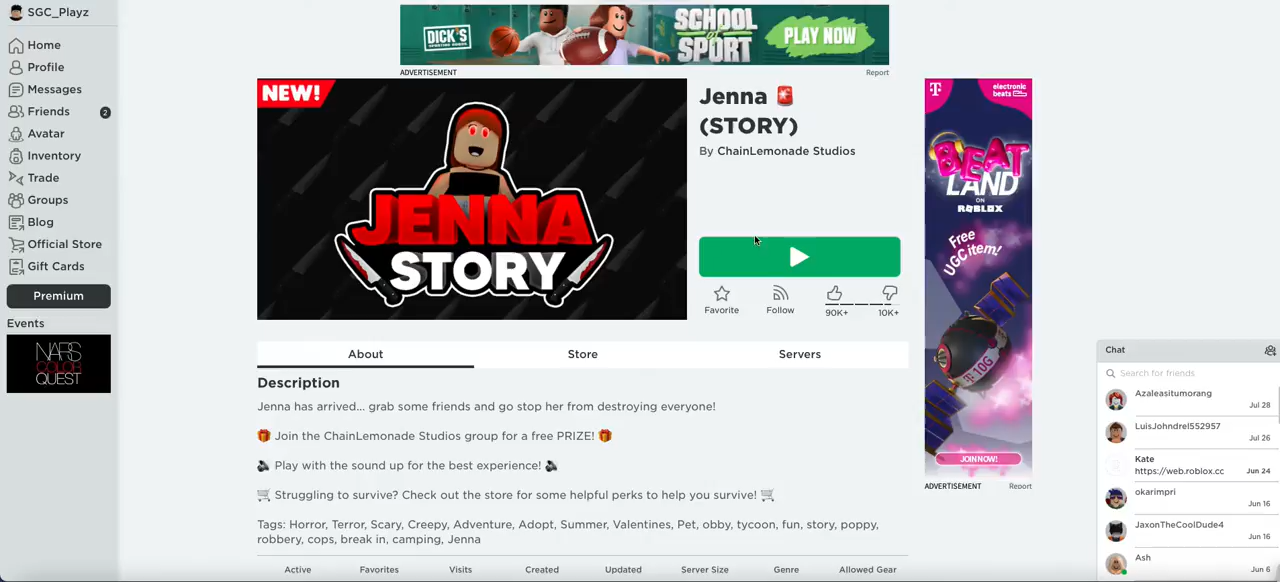 SGC_Playz
Home
Profile
Messages
Friends
2
Avatar
Inventory
Trade
Groups
Blog
Official Store
Gift Cards
Premium
Events
NARS
COLOR
QUEST
DICK'S
SPORTING GOODS
SCHOOL
of
SPORT
PLAY NOW
ADVERTISEMENT
Report
NEW!
JENNA
STORY
Jenna 🚨
(STORY)
By ChainLemonade Studios
Favorite
Follow
90K+
10K+
About
Store
Servers
Description
Jenna has arrived... grab some friends and go stop her from destroying everyone!
🎁 Join the ChainLemonade Studios group for a free PRIZE! 🎁
🔊 Play with the sound up for the best experience! 🔊
🛒 Struggling to survive? Check out the store for some helpful perks to help you survive! 🛒
Tags: Horror, Terror, Scary, Creepy, Adventure, Adopt, Summer, Valentines, Pet, obby, tycoon, fun, story, poppy,
robbery, cops, break in, camping, Jenna
Active
Favorites
Visits
Created
Updated
Server Size
Genre
Allowed Gear
T
electronic
beats
BEAT
LAND
ON
ROBLOX
Free
UGC item!
T 10G
JOIN NOW!
ADVERTISEMENT
Report
Chat
Search for friends
Azaleasitumorang
Jul 28
LuisJohndrel552957
Jul 26
Kate
https://web.roblox.cc
Jun 24
okarimpri
Jun 16
JaxonTheCoolDude4
Jun 16
Ash
Jun 6